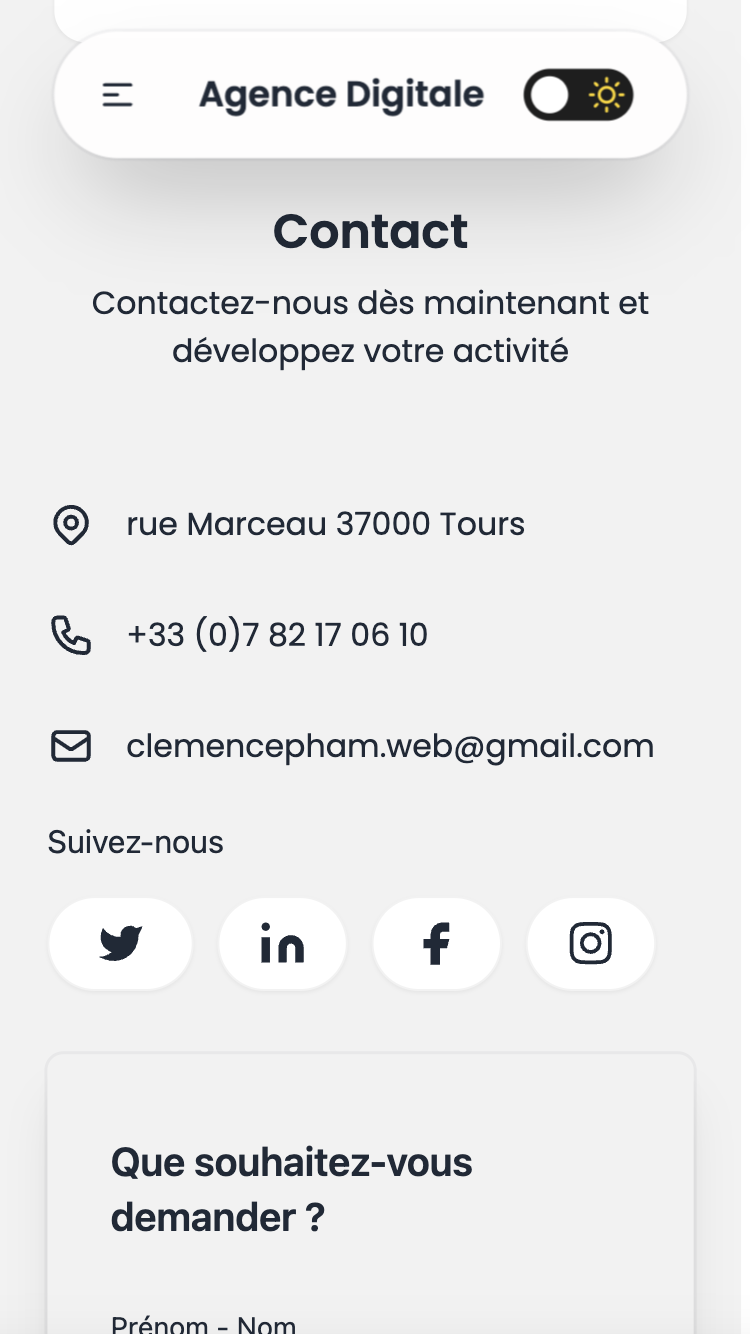 Agence Digitale
Contact
Contactez-nous dès maintenant et
développez votre activité
rue Marceau 37000 Tours
+33 (0)7 82 17 06 10
clemencepham.web@gmail.com
Suivez-nous
Que souhaitez-vous
demander ?
Prénom - Nom